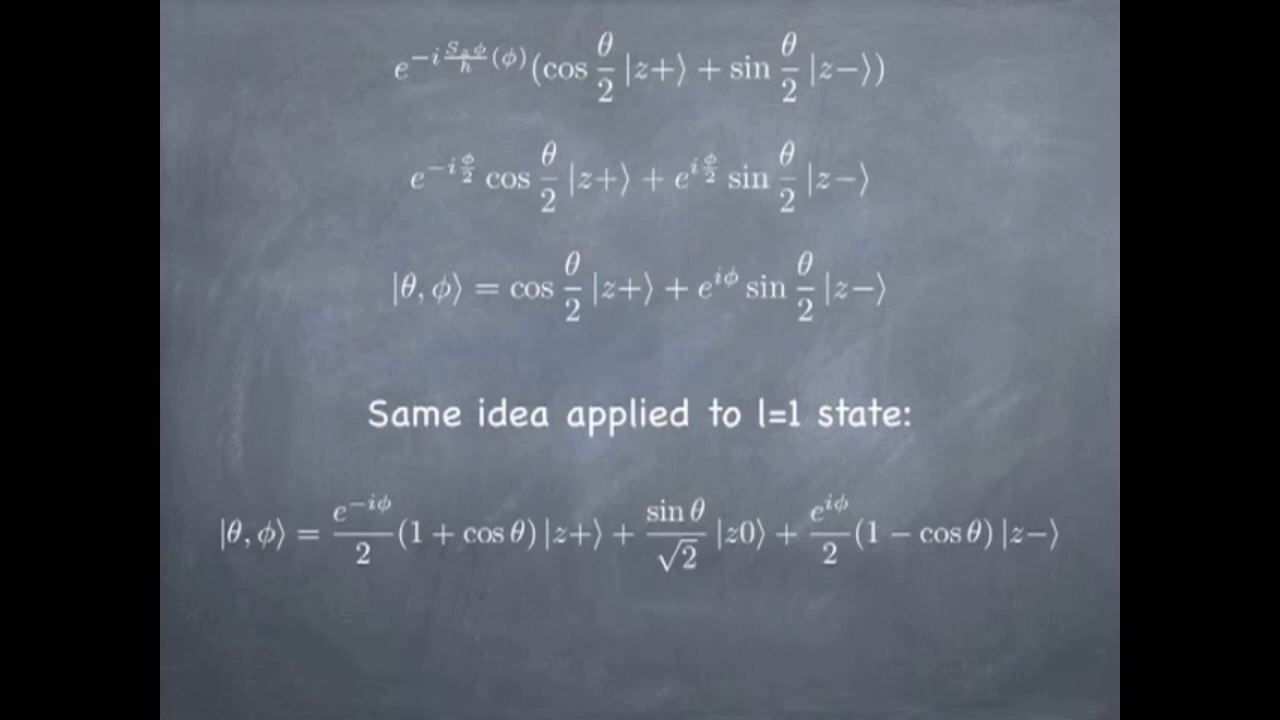 $e^{-i\frac{S_z\phi}{\hbar}(\phi)}(\cos\frac{\theta}{2}|z+\rangle + \sin\frac{\theta}{2}|z-\rangle)$
$e^{-i\frac{\phi}{2}}\cos\frac{\theta}{2}|z+\rangle + e^{i\frac{\phi}{2}}\sin\frac{\theta}{2}|z-\rangle$
$|\theta,\phi\rangle = \cos\frac{\theta}{2}|z+\rangle + e^{i\phi}\sin\frac{\theta}{2}|z-\rangle$
Same idea applied to l=1 state:
$|\theta,\phi\rangle = \frac{e^{-i\phi}}{2}(1+\cos\theta)|z+\rangle + \frac{\sin\theta}{\sqrt{2}}|z0\rangle + \frac{e^{i\phi}}{2}(1-\cos\theta)|z-\rangle$